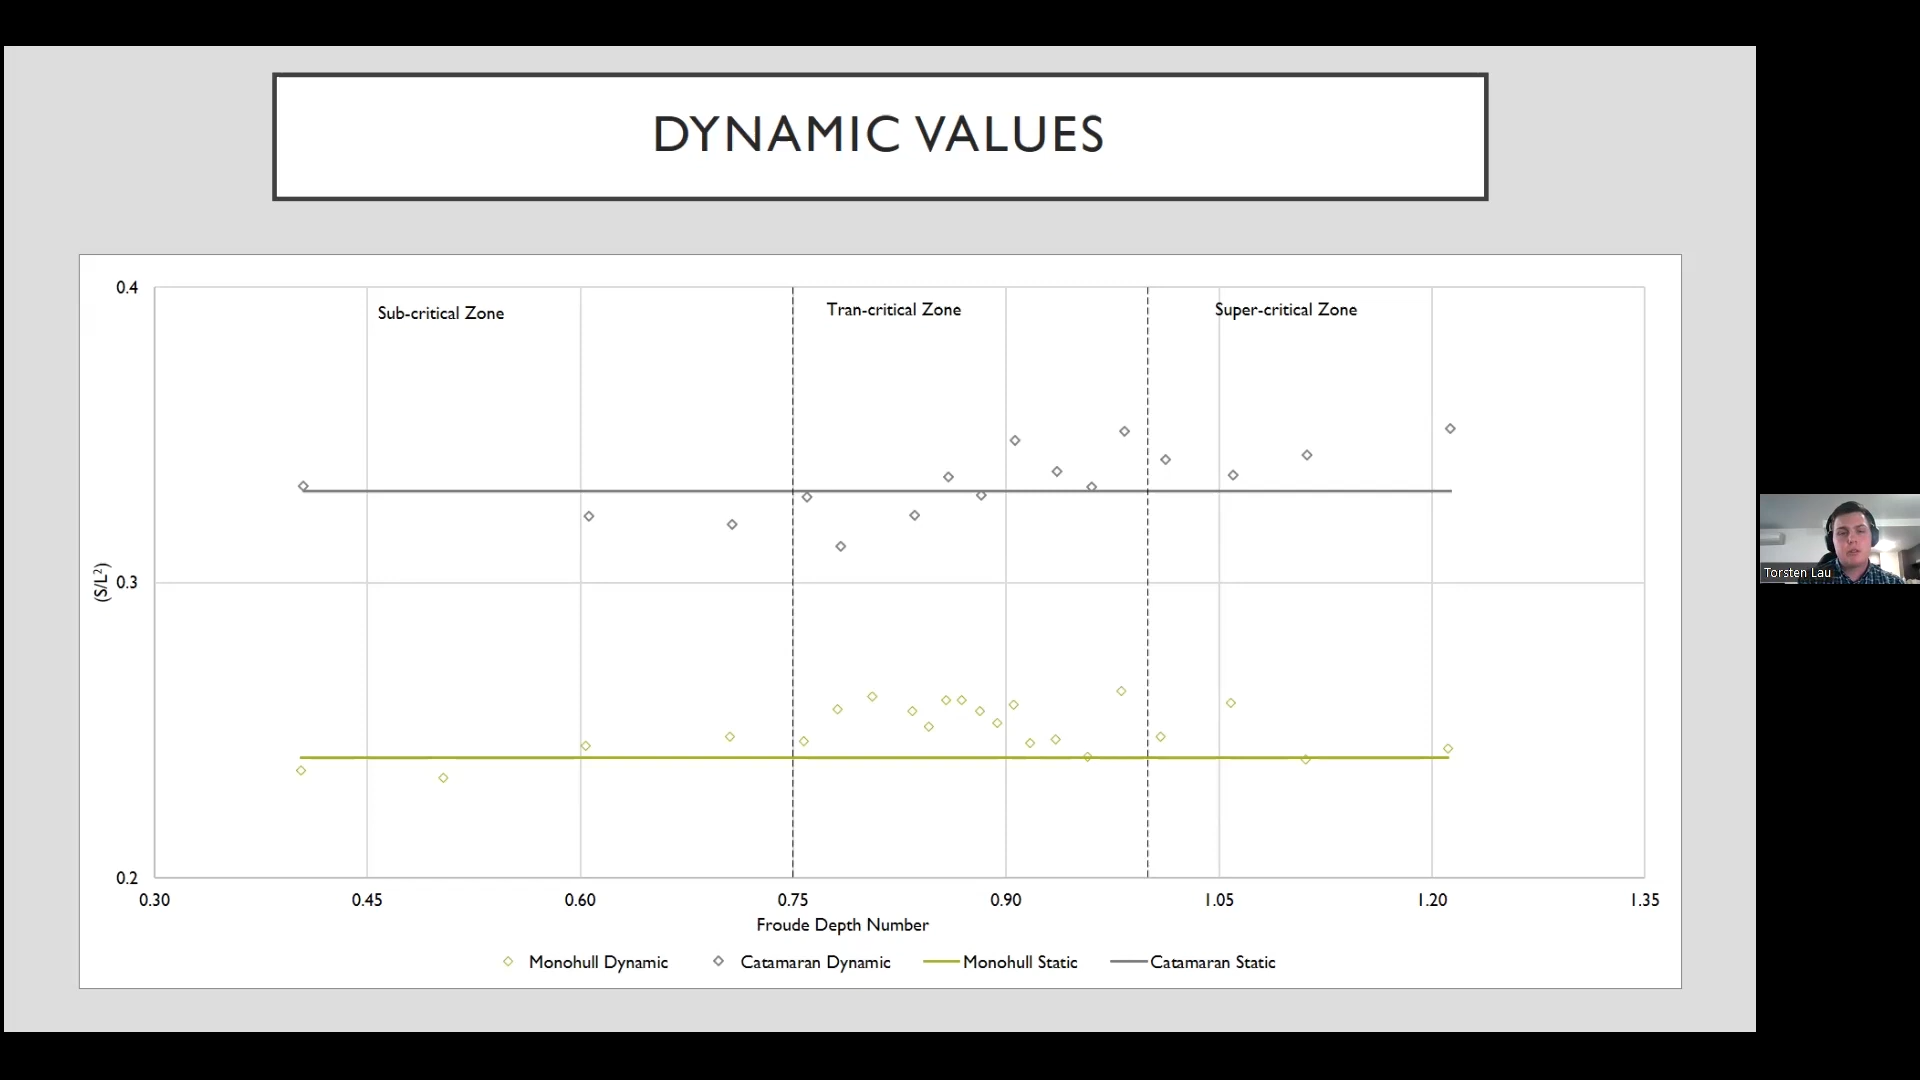 DYNAMIC VALUES
0.4
Sub-critical Zone
Tran-critical Zone
Super-critical Zone
(S/L²)
0.3
0.2
0.30 0.45 0.60 0.75 0.90 1.05 1.20 1.35
Froude Depth Number
Monohull Dynamic Catamaran Dynamic Monohull Static Catamaran Static
Torsten Lau